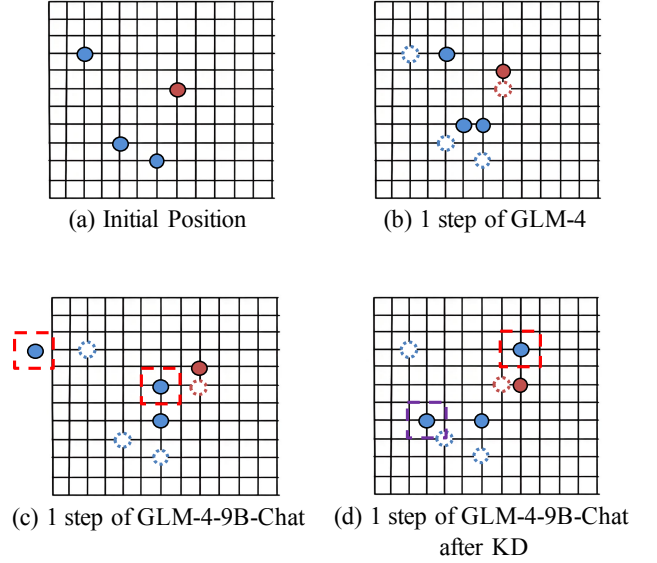 (a) Initial Position
(b) 1 step of GLM-4
(c) 1 step of GLM-4-9B-Chat
(d) 1 step of GLM-4-9B-Chat
after KD